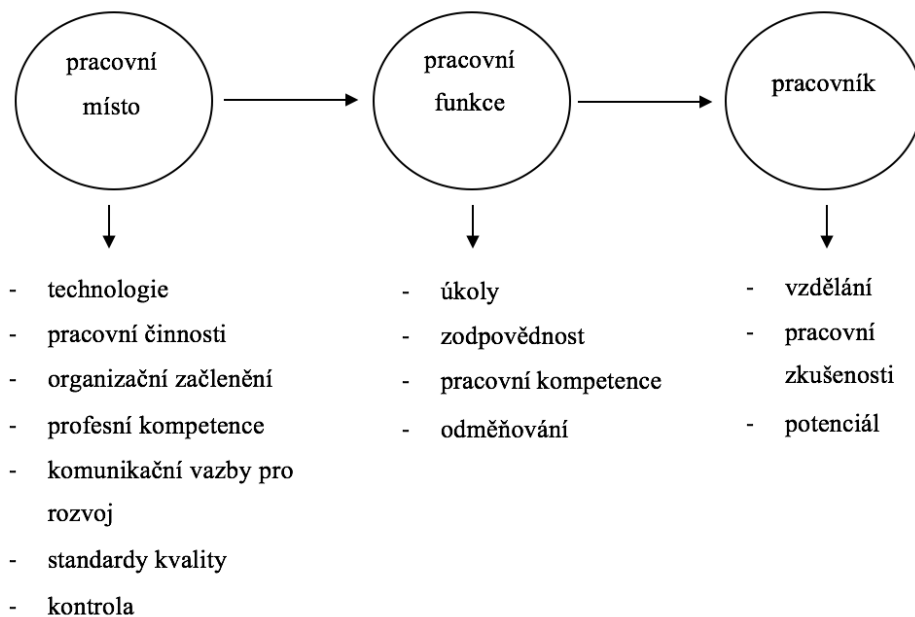 pracovní
místo
pracovní
funkce
pracovník
- technologie
- pracovní činnosti
- organizační začlenění
- profesní kompetence
- komunikační vazby pro
rozvoj
- standardy kvality
- kontrola
- úkoly
- zodpovědnost
- pracovní kompetence
- odměňování
- vzdělání
- pracovní
zkušenosti
- potenciál